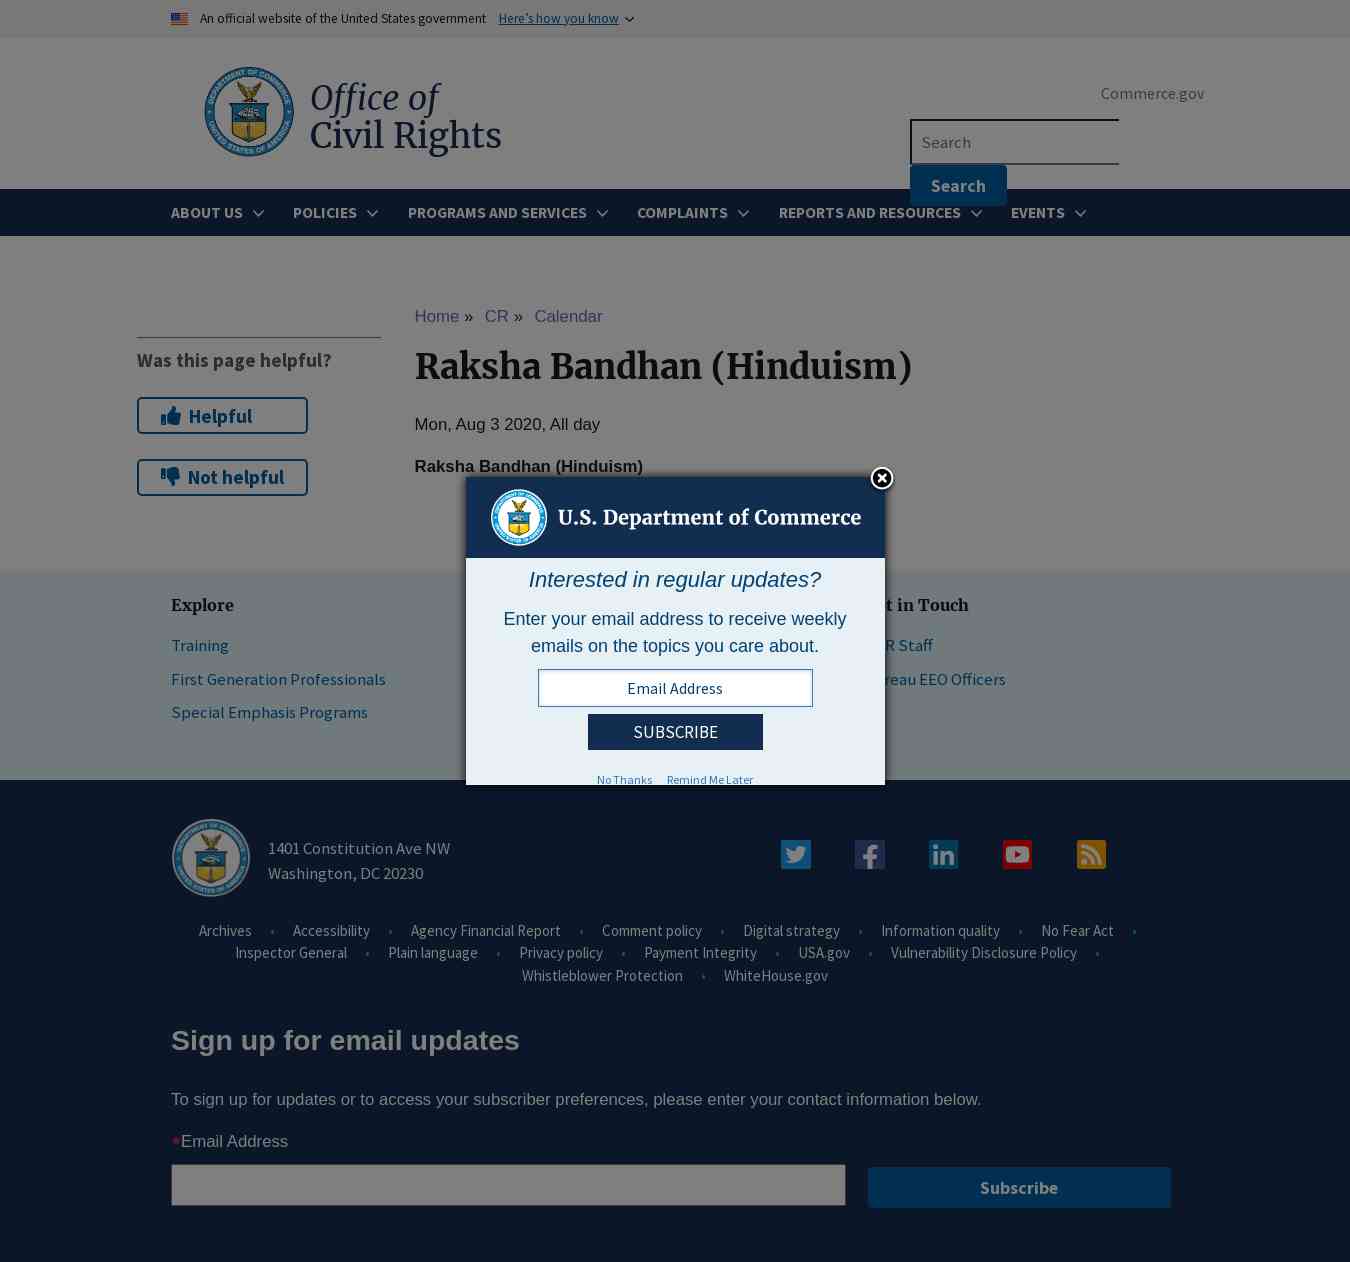 An official website of the United States government Here's how you know
Office of
Civil Rights
Commerce.gov
Search
Search
ABOUT US POLICIES PROGRAMS AND SERVICES COMPLAINTS REPORTS AND RESOURCES EVENTS
Home » CR » Calendar
Was this page helpful?
Raksha Bandhan (Hinduism)
Helpful
Mon, Aug 3 2020, All day
Not helpful
Raksha Bandhan (Hinduism)
U.S. Department of Commerce
Interested in regular updates?
Enter your email address to receive weekly
emails on the topics you care about.
Email Address
SUBSCRIBE
No Thanks Remind Me Later
Explore
Training
First Generation Professionals
Special Emphasis Programs
t in Touch
R Staff
reau EEO Officers
DEPARTMENT OF COMMERCE
UNITED STATES OF AMERICA
1401 Constitution Ave NW
Washington, DC 20230
Archives • Accessibility • Agency Financial Report • Comment policy • Digital strategy • Information quality • No Fear Act •
Inspector General • Plain language • Privacy policy • Payment Integrity • USA.gov • Vulnerability Disclosure Policy •
Whistleblower Protection • WhiteHouse.gov
Sign up for email updates
To sign up for updates or to access your subscriber preferences, please enter your contact information below.
*Email Address
Subscribe